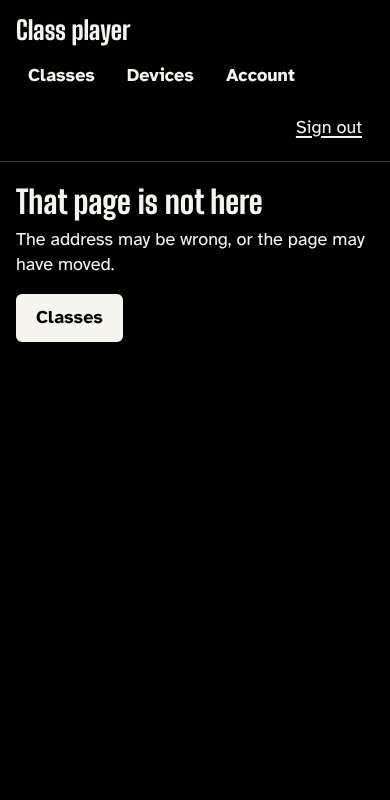 Class player
Classes Devices Account
Sign out
That page is not here
The address may be wrong, or the page may
have moved.
Classes